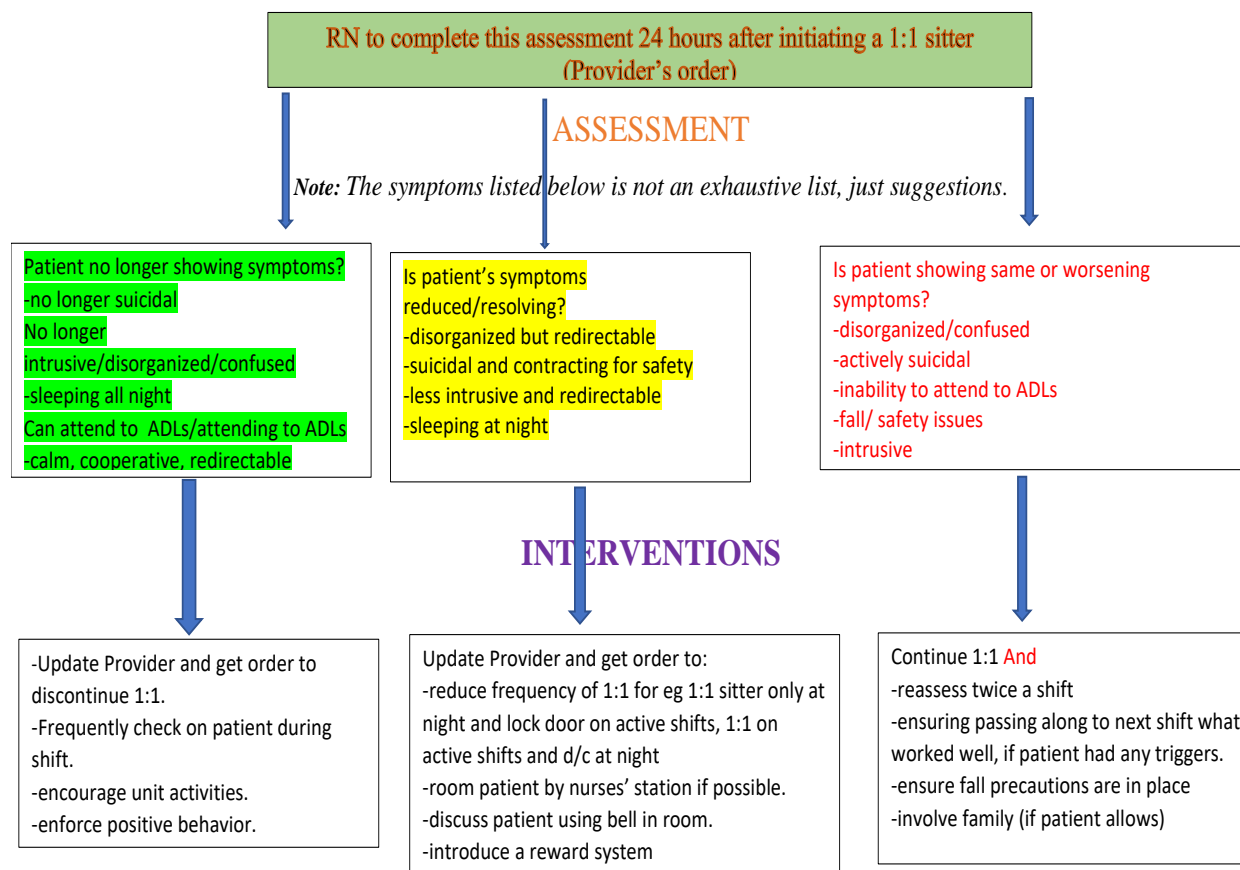 RN to complete this assessment 24 hours after initiating a 1:1 sitter
(Provider's order)
ASSESSMENT
Note: The symptoms listed below is not an exhaustive list, just suggestions.
Patient no longer showing symptoms?
-no longer suicidal
No longer
intrusive/disorganized/confused
-sleeping all night
Can attend to ADLs/attending to ADLs
-calm, cooperative, redirectable
Is patient's symptoms
reduced/resolving?
-disorganized but redirectable
-suicidal and contracting for safety
-less intrusive and redirectable
-sleeping at night
Is patient showing same or worsening
symptoms?
-disorganized/confused
-actively suicidal
-inability to attend to ADLs
-fall/ safety issues
-intrusive
INTERVENTIONS
-Update Provider and get order to
discontinue 1:1.
-Frequently check on patient during
shift.
-encourage unit activities.
-enforce positive behavior.
Update Provider and get order to:
-reduce frequency of 1:1 for eg 1:1 sitter only at
night and lock door on active shifts, 1:1 on
active shifts and d/c at night
-room patient by nurses' station if possible.
-discuss patient using bell in room.
-introduce a reward system
Continue 1:1 And
-reassess twice a shift
-ensuring passing along to next shift what
worked well, if patient had any triggers.
-ensure fall precautions are in place
-involve family (if patient allows)